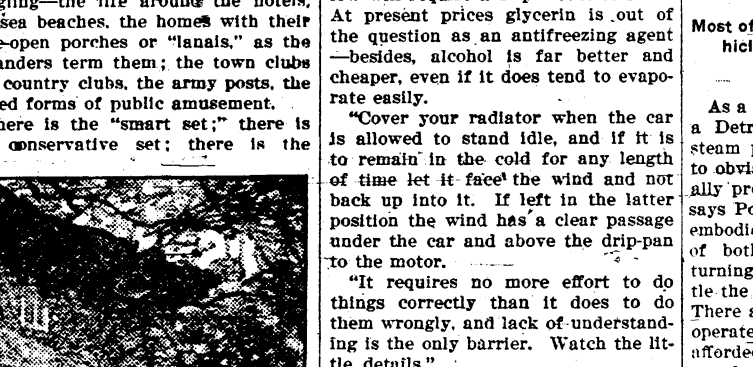 sea beaches, the homes with their
-open porches or "lanais," as the
anders term them; the town clubs
country clubs, the army posts, the
ed forms of public amusement.
here is the "smart set;" there is
conservative set; there is the
At present prices glycerin is out of
the question as an antifreezing agent
—besides, alcohol is far better and
cheaper, even if it does tend to evapo-
rate easily.
"Cover your radiator when the car
is allowed to stand idle, and if it is
to remain in the cold for any length
of time let it face the wind and not
back up into it. If left in the latter
position the wind has a clear passage
under the car and above the drip-pan
to the motor.
"It requires no more effort to do
things correctly than it does to do
them wrongly, and lack of understand-
ing is the only barrier. Watch the lit-
tle details."
Most of
hicl
As a
a Detr
steam
to obvi
ally pr
says Po
embodi
of bot
turning
tle the
There a
operate
afforde